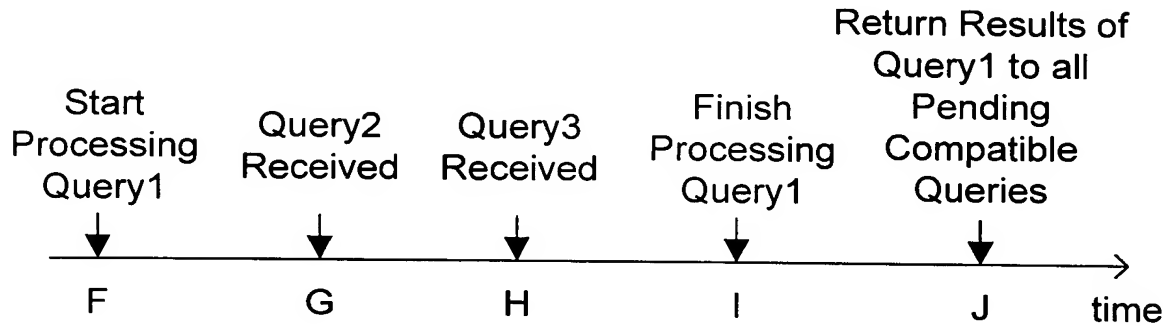 Start
Processing
Query1
Query2
Received
Query3
Received
Finish
Processing
Query1
Return Results of
Query1 to all
Pending
Compatible
Queries
F
G
H
I
J
time